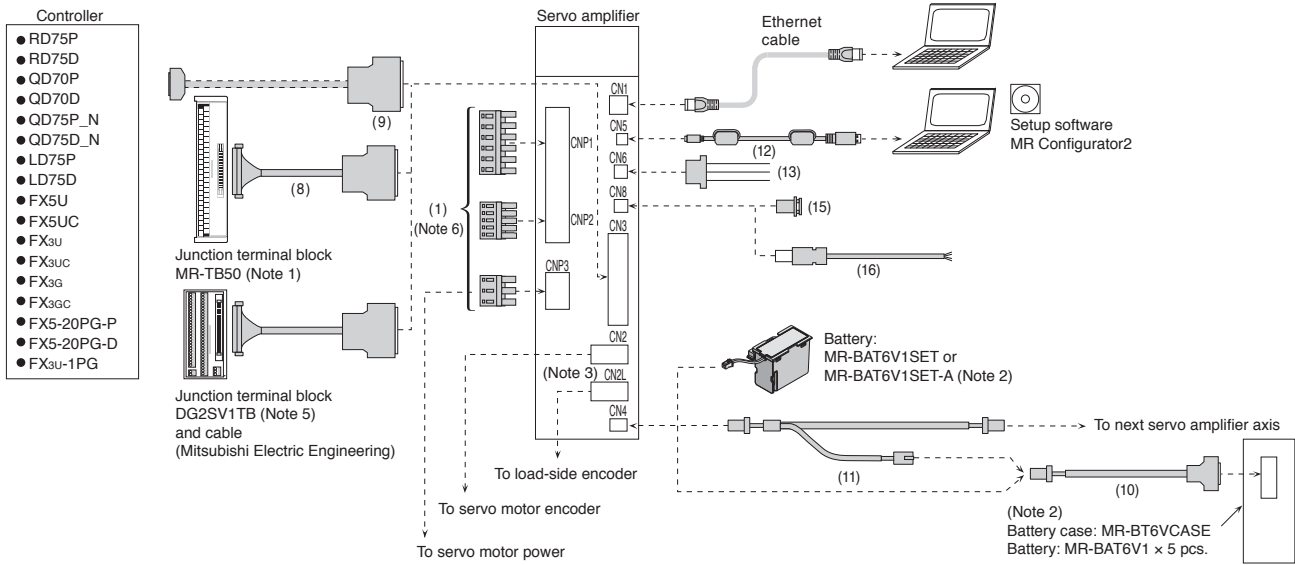 Controller
● RD75P
● RD75D
● QD70P
● QD70D
● QD75P_N
● QD75D_N
● LD75P
● LD75D
● FX5U
● FX5UC
● FX3U
● FX3UC
● FX3G
● FX3GC
● FX5-20PG-P
● FX5-20PG-D
● FX3U-1PG
(9)
(8)
Junction terminal block
MR-TB50 (Note 1)
Junction terminal block
DG2SV1TB (Note 5)
and cable
(Mitsubishi Electric Engineering)
(1)
(Note 6)
Servo amplifier
CNP1
CNP2
CNP3
CN1
CN5
CN6
CN8
CN3
CN2
(Note 3)
CN2L
CN4
To load-side encoder
To servo motor encoder
To servo motor power
Ethernet
cable
Setup software
MR Configurator2
(12)
(13)
(15)
(16)
Battery:
MR-BAT6V1SET or
MR-BAT6V1SET-A (Note 2)
To next servo amplifier axis
(11)
(10)
(Note 2)
Battery case: MR-BT6VCASE
Battery: MR-BAT6V1 × 5 pcs.